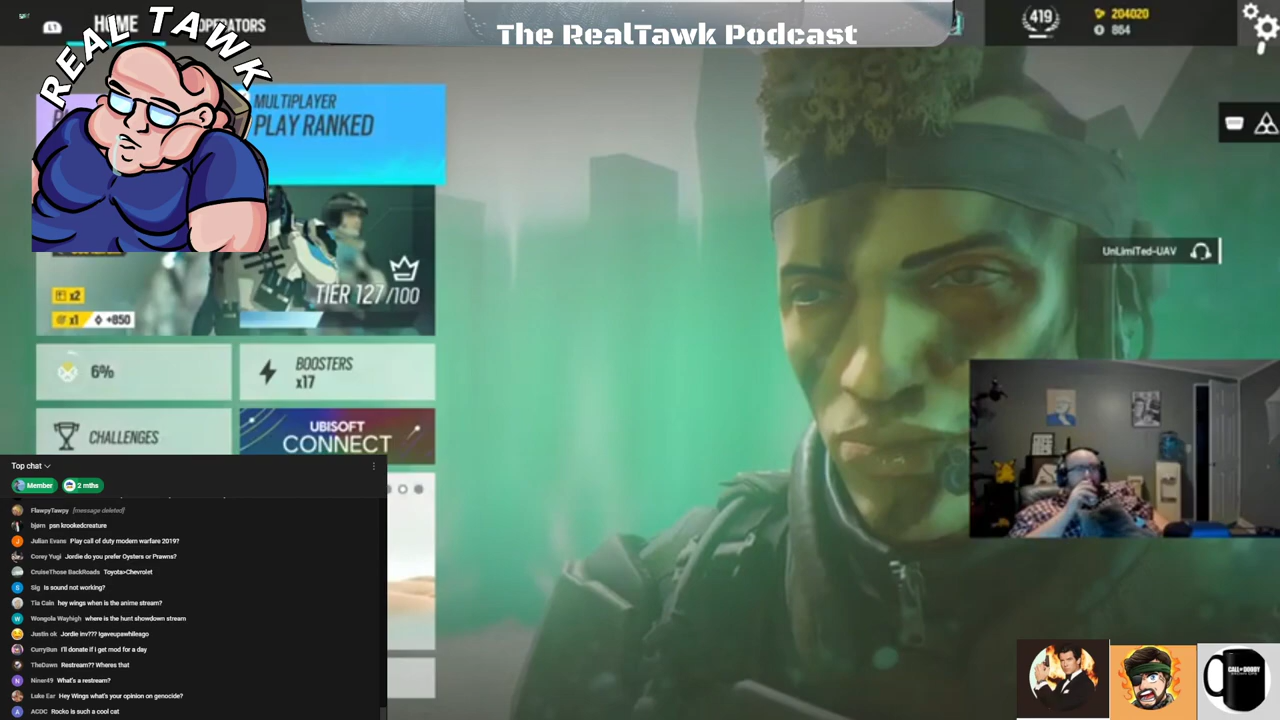 HOME
OPERATORS
The RealTawk Podcast
419
204020
864
REAL TAWK
MULTIPLAYER
PLAY RANKED
UnLimiTed-UAV
x2
TIER 127/100
x1 +850
6%
BOOSTERS
x17
CHALLENGES
UBISOFT
CONNECT
Top chat
Member 2 mths
FlawpyTawpy [message deleted]
bjørn psn krookedcreature
Julian Evans Play call of duty modern warfare 2019?
Corey Yugi Jordie do you prefer Oysters or Prawns?
CruiseThose BackRoads Toyota>Chevrolet
Sig Is sound not working?
Tia Cain hey wings when is the anime stream?
Wongola Wayhigh where is the hunt showdown stream
Justin ok Jordie inv??? Igaveupawhileago
CurryBun I'll donate if I get mod for a day
TheDawn Restream?? Wheres that
Niner49 What's a restream?
Luke Ear Hey Wings what's your opinion on genocide?
ACDC Rocko is such a cool cat
CALL OF DOODY